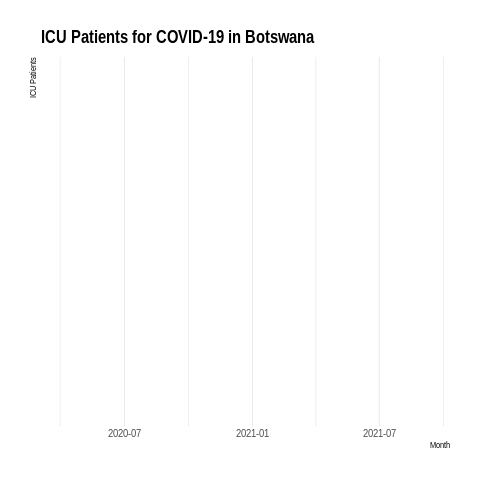 ICU Patients for COVID-19 in Botswana
ICU Patients
2020-07 2021-01 2021-07
Month